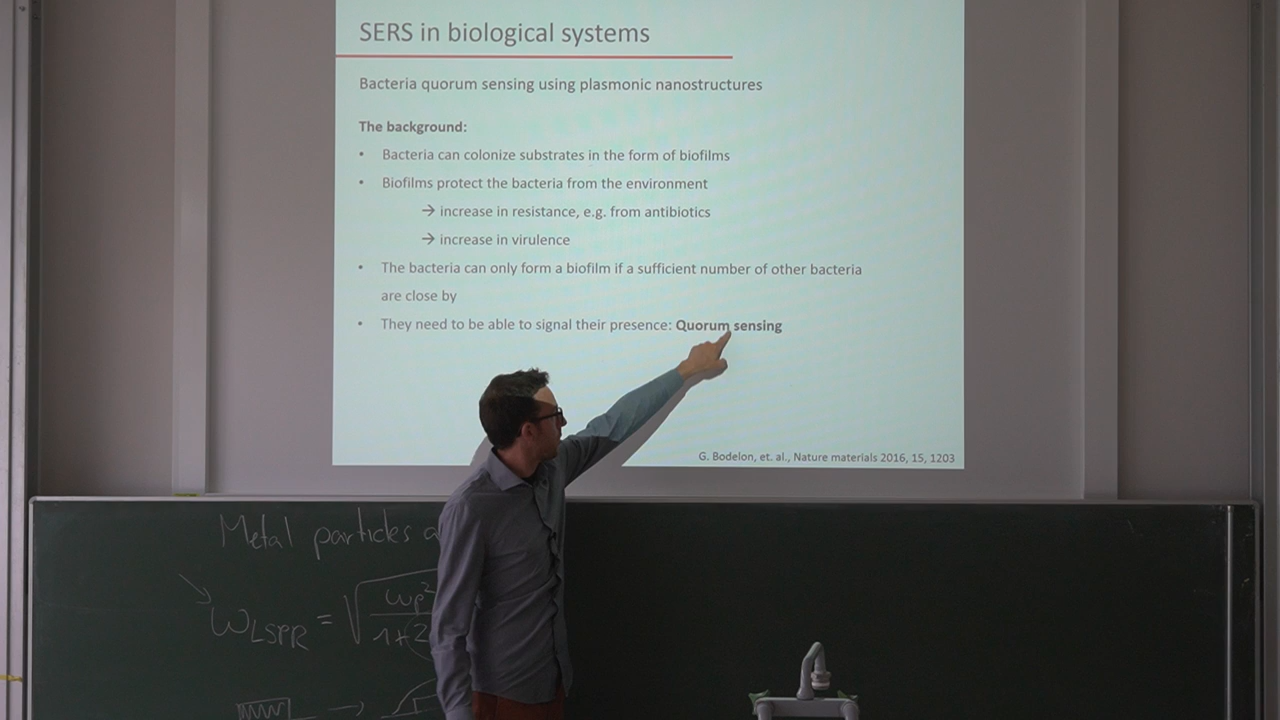 SERS in biological systems
Bacteria quorum sensing using plasmonic nanostructures
The background:
• Bacteria can colonize substrates in the form of biofilms
• Biofilms protect the bacteria from the environment
→ increase in resistance, e.g. from antibiotics
→ increase in virulence
• The bacteria can only form a biofilm if a sufficient number of other bacteria
are close by
• They need to be able to signal their presence: Quorum sensing
G. Bodelon, et. al., Nature materials 2016, 15, 1203
Metal particles
ω_LSPR = √ ωp²
1+2